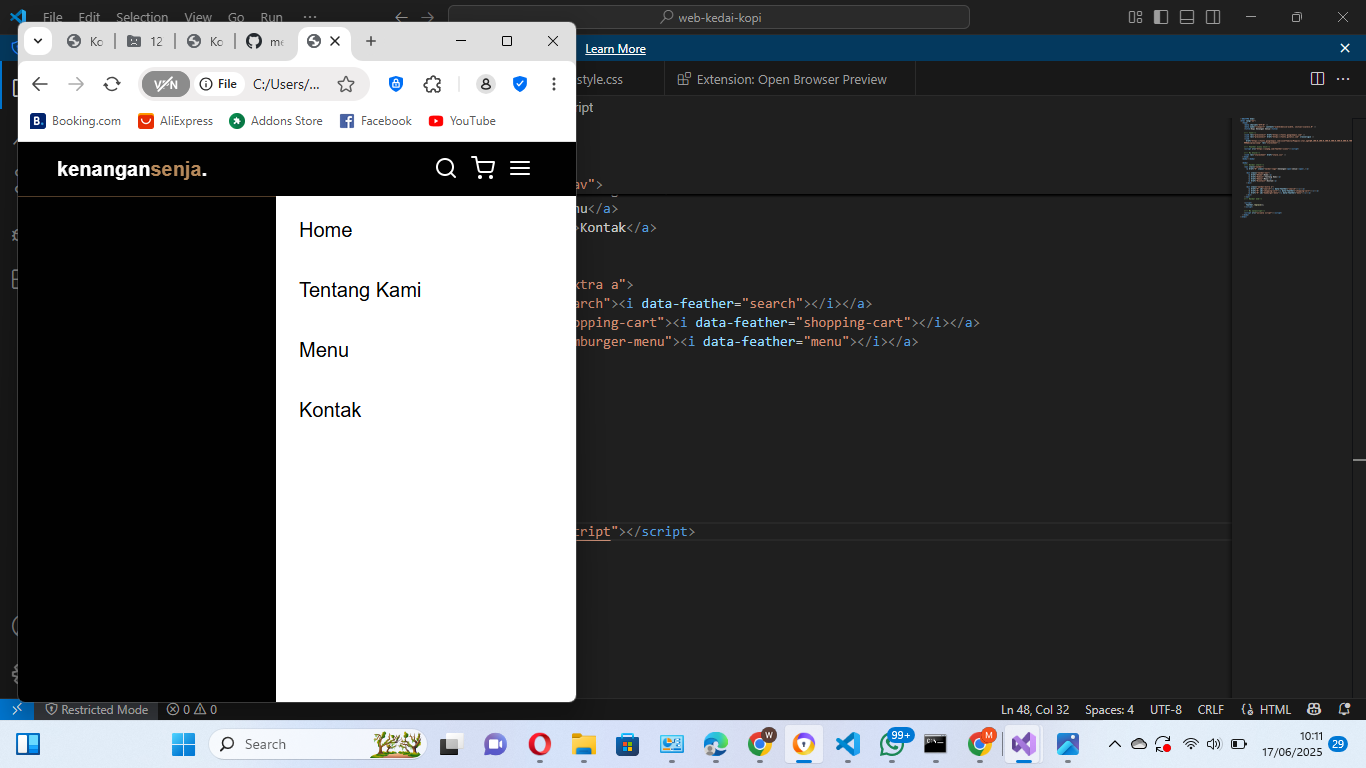 File Edit Selection View Go Run ···
web-kedai-kopi
Learn More
Ko
12
Ko
me
VPN
File
C:/Users/...
Booking.com
AliExpress
Addons Store
Facebook
YouTube
style.css
Extension: Open Browser Preview
ript
kenangansenja.
Home
Tentang Kami
Menu
Kontak
av">
nu</a>
>Kontak</a>
xtra a">
arch"><i data-feather="search"></i></a>
opping-cart"><i data-feather="shopping-cart"></i></a>
mburger-menu"><i data-feather="menu"></i></a>
cript"></script>
Restricted Mode
0
0
Ln 48, Col 32
Spaces: 4
UTF-8
CRLF
HTML
Search
W
99+
M
10:11
17/06/2025
29